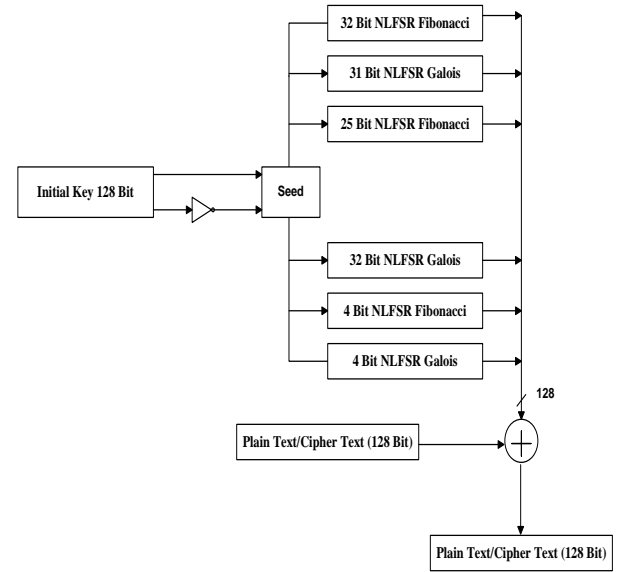 32 Bit NLFSR Fibonacci
31 Bit NLFSR Galois
25 Bit NLFSR Fibonacci
Initial Key 128 Bit
Seed
32 Bit NLFSR Galois
4 Bit NLFSR Fibonacci
4 Bit NLFSR Galois
128
Plain Text/Cipher Text (128 Bit)
Plain Text/Cipher Text (128 Bit)